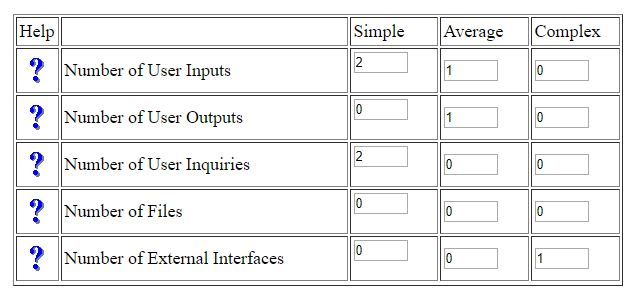 Help Simple Average Complex
? Number of User Inputs 2 1 0
? Number of User Outputs 0 1 0
? Number of User Inquiries 2 0 0
? Number of Files 0 0 0
? Number of External Interfaces 0 0 1